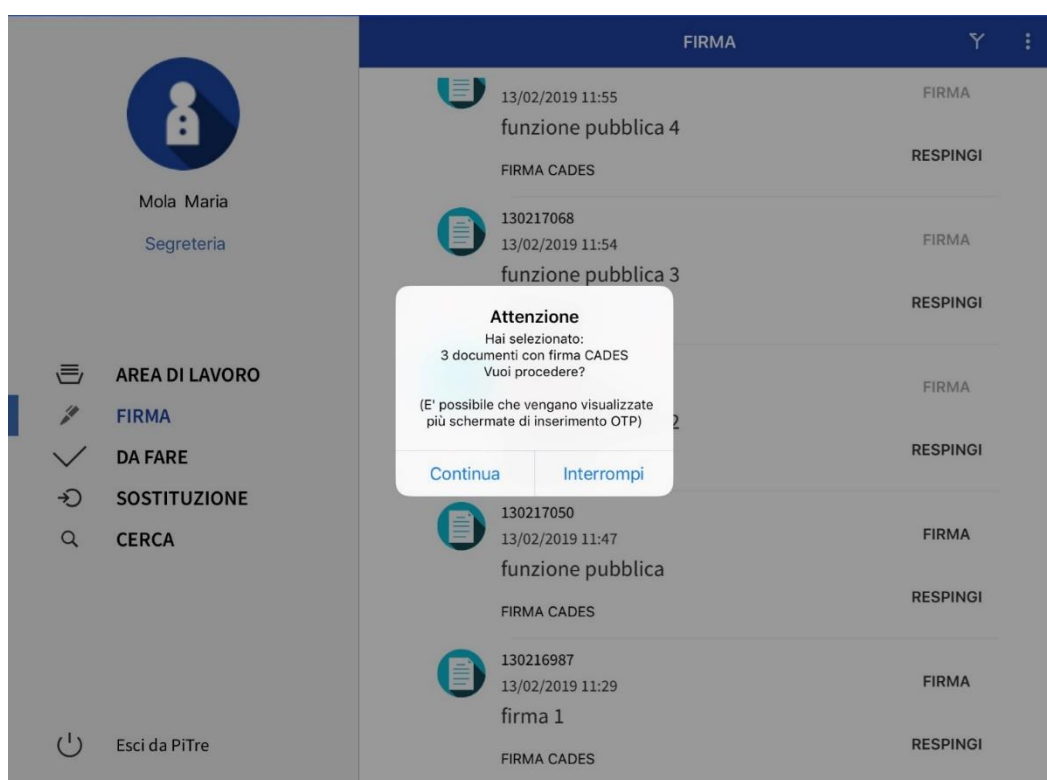 FIRMA
Mola Maria
Segreteria
AREA DI LAVORO
FIRMA
DA FARE
SOSTITUZIONE
CERCA
Esci da PiTre
13/02/2019 11:55
FIRMA
funzione pubblica 4
RESPINGI
FIRMA CADES
130217068
13/02/2019 11:54
FIRMA
funzione pubblica 3
RESPINGI
Attenzione
Hai selezionato:
3 documenti con firma CADES
Vuoi procedere?
(E' possibile che vengano visualizzate
più schermate di inserimento OTP)
Continua Interrompi
FIRMA
2
RESPINGI
130217050
13/02/2019 11:47
FIRMA
funzione pubblica
RESPINGI
FIRMA CADES
130216987
13/02/2019 11:29
FIRMA
firma 1
RESPINGI
FIRMA CADES